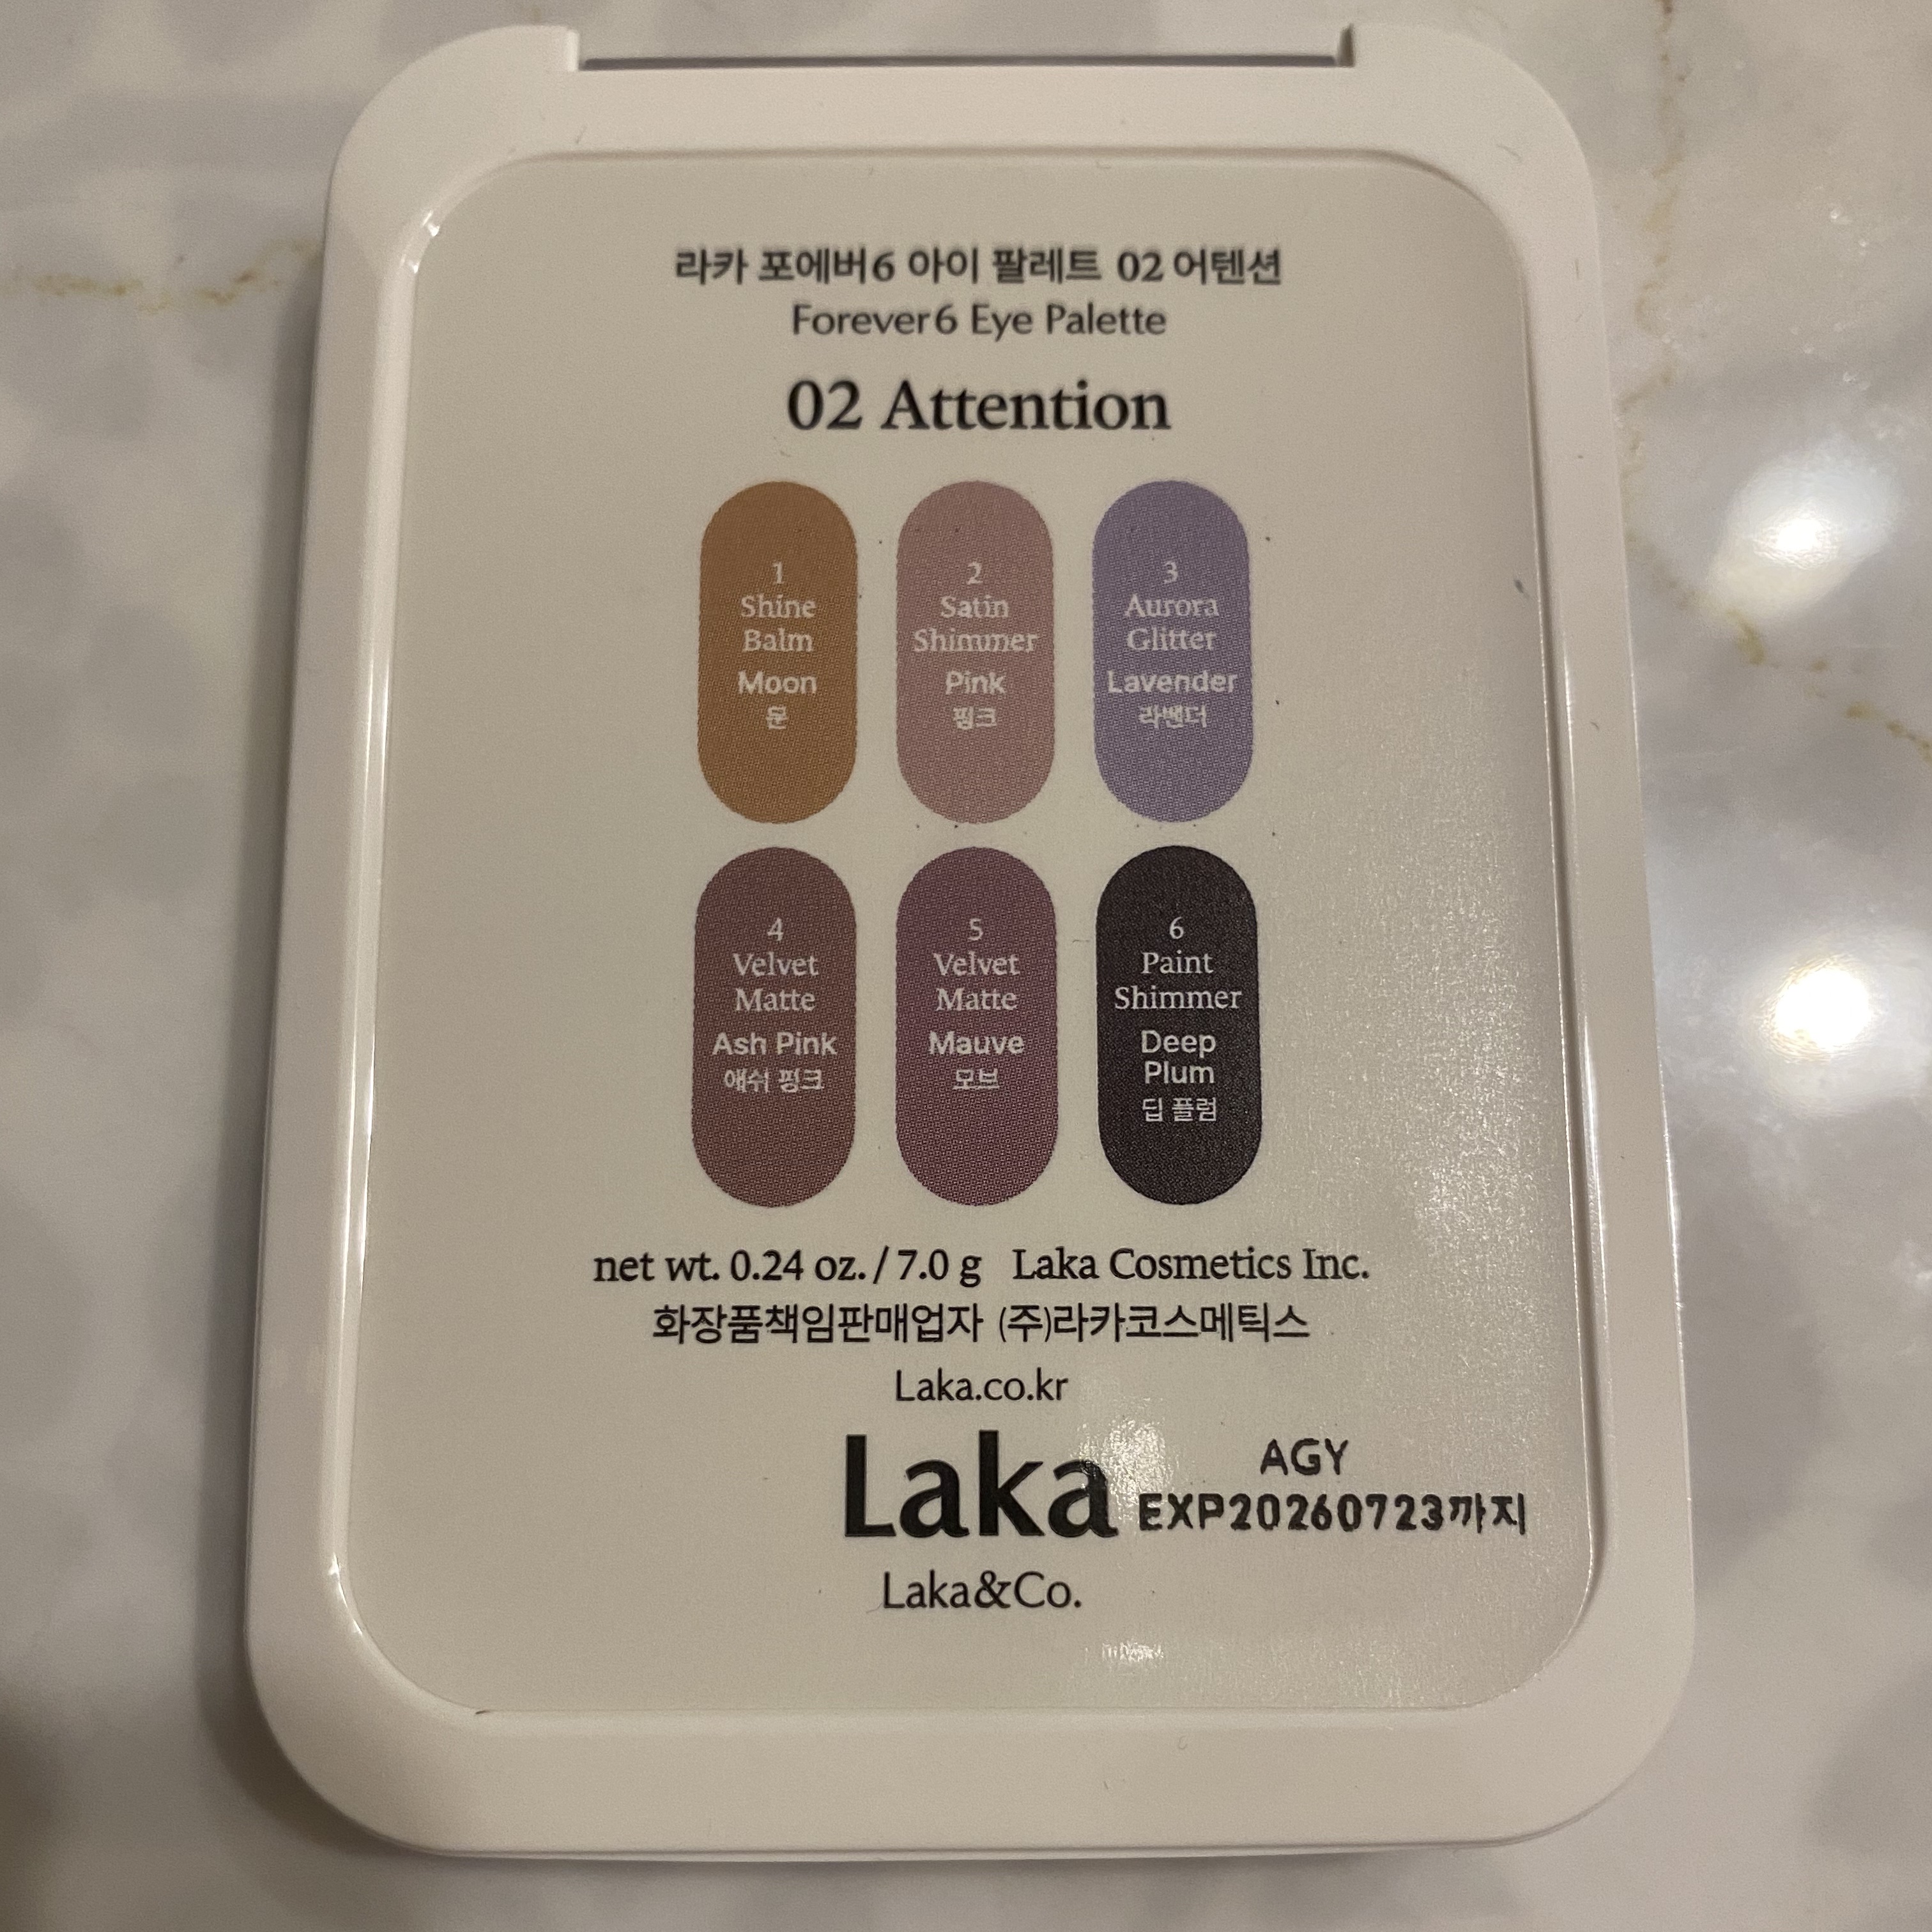 라카 포에버6 아이 팔레트 02 어텐션
Forever6 Eye Palette
02 Attention
1
Shine
Balm
Moon
문
2
Satin
Shimmer
Pink
핑크
3
Aurora
Glitter
Lavender
라벤더
4
Velvet
Matte
Ash Pink
애쉬 핑크
5
Velvet
Matte
Mauve
모브
6
Paint
Shimmer
Deep
Plum
딥 플럼
net wt. 0.24 oz. / 7.0 g Laka Cosmetics Inc.
화장품책임판매업자 (주)라카코스메틱스
Laka.co.kr
Laka
AGY
EXP20260723까지
Laka&Co.